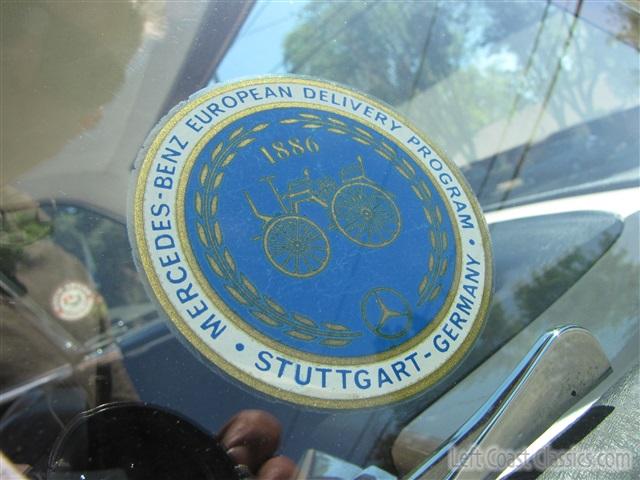 MERCEDES-BENZ EUROPEAN DELIVERY PROGRAM • STUTTGART-GERMANY •
1886
Left Coast Classics.com